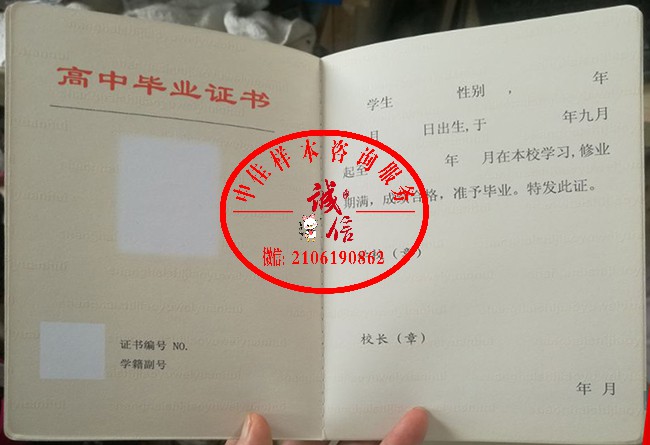 高中毕业证书
证书编号 NO.
学籍副号
学生 性别 , 年
月 日出生,于 年九月
起至 年 月在本校学习,修业
期满,成绩合格,准予毕业。特发此证。
(章)
校长(章)
年 月
中佳样本咨询服务
诚信
微信:2106190862